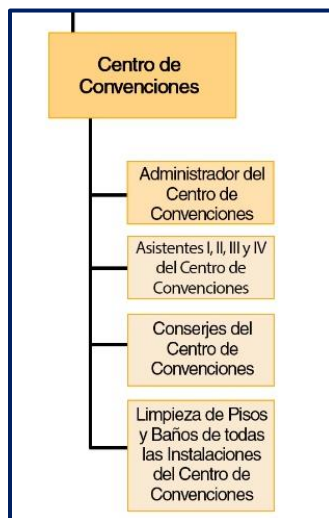 Centro de
Convenciones
Administrador del
Centro de
Convenciones
Asistentes I, II, III y IV
del Centro de
Convenciones
Conserjes del
Centro de
Convenciones
Limpieza de Pisos
y Baños de todas
las Instalaciones
del Centro de
Convenciones